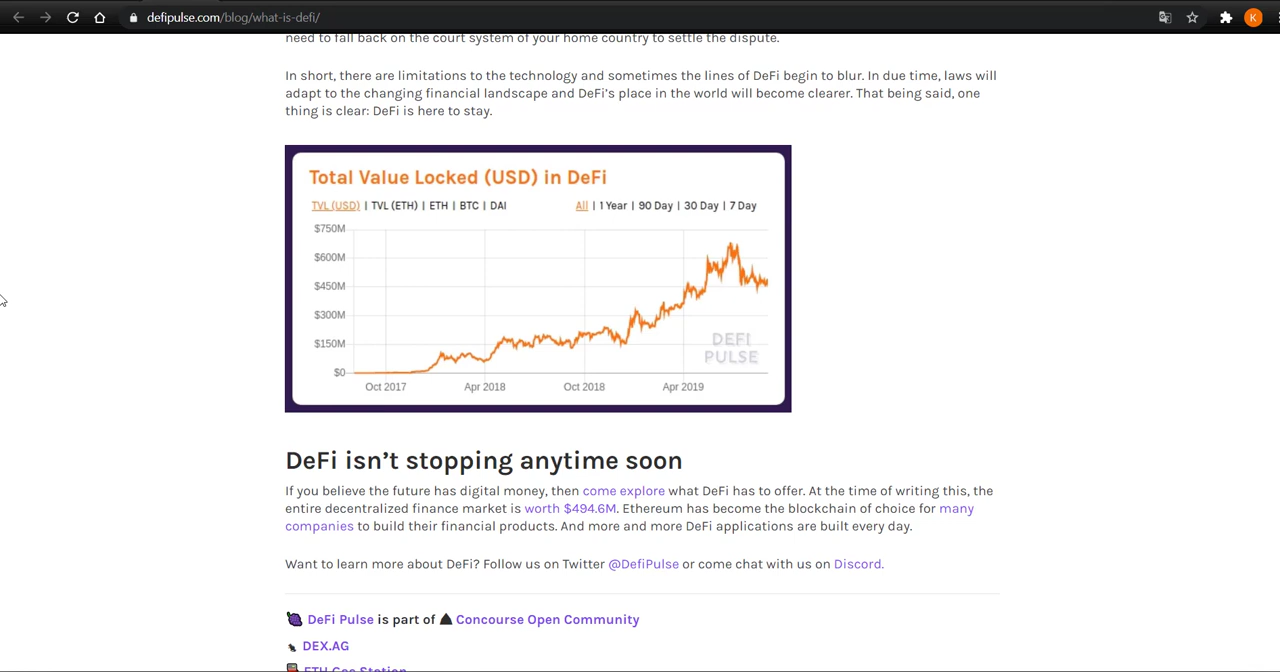 defipulse.com/blog/what-is-defi/
K
need to fall back on the court system of your home country to settle the dispute.
In short, there are limitations to the technology and sometimes the lines of DeFi begin to blur. In due time, laws will
adapt to the changing financial landscape and DeFi's place in the world will become clearer. That being said, one
thing is clear: DeFi is here to stay.
Total Value Locked (USD) in DeFi
TVL (USD) | TVL (ETH) | ETH | BTC | DAI All | 1 Year | 90 Day | 30 Day | 7 Day
$750M
$600M
$450M
$300M
$150M
$0
DEFI
PULSE
Oct 2017 Apr 2018 Oct 2018 Apr 2019
DeFi isn't stopping anytime soon
If you believe the future has digital money, then come explore what DeFi has to offer. At the time of writing this, the
entire decentralized finance market is worth $494.6M. Ethereum has become the blockchain of choice for many
companies to build their financial products. And more and more DeFi applications are built every day.
Want to learn more about DeFi? Follow us on Twitter @DefiPulse or come chat with us on Discord.
DeFi Pulse is part of Concourse Open Community
DEX.AG
ETH Gas Station